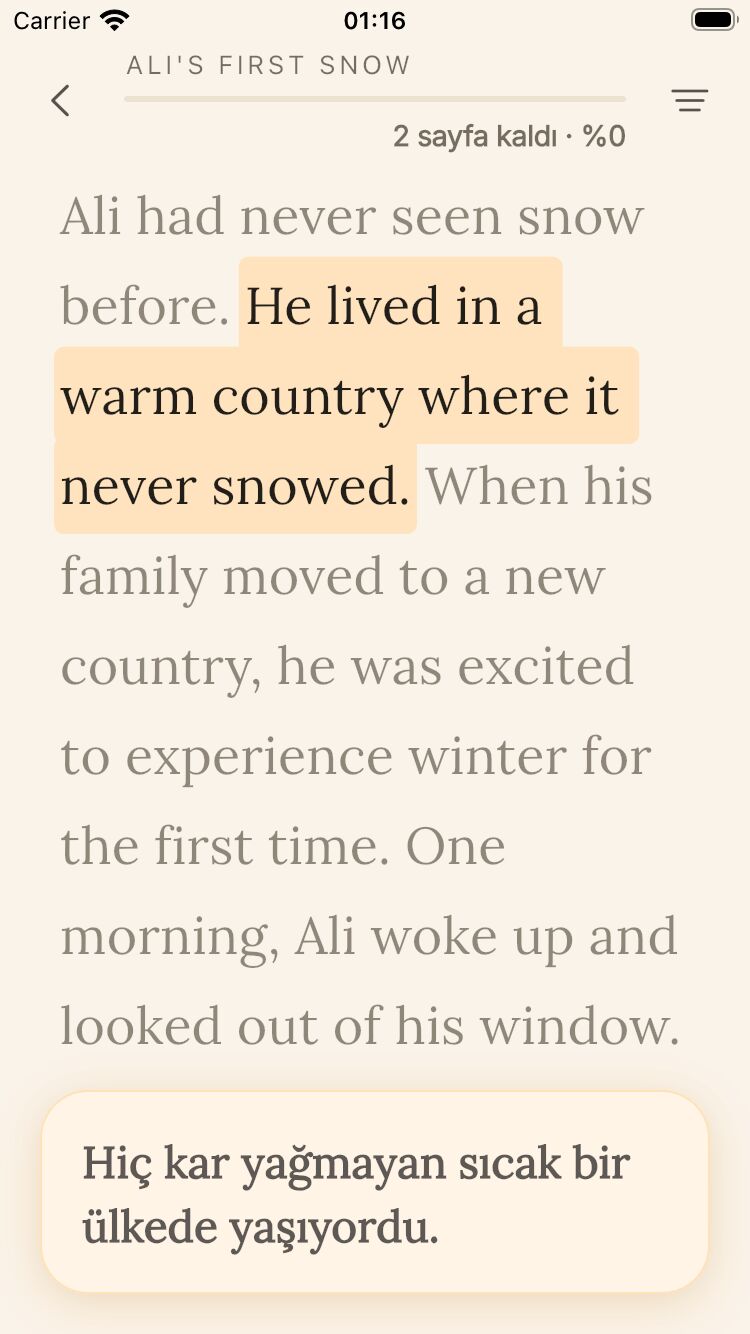 Carrier 01:16
ALI'S FIRST SNOW
2 sayfa kaldı · %0
Ali had never seen snow
before. He lived in a
warm country where it
never snowed. When his
family moved to a new
country, he was excited
to experience winter for
the first time. One
morning, Ali woke up and
looked out of his window.
Hiç kar yağmayan sıcak bir
ülkede yaşıyordu.